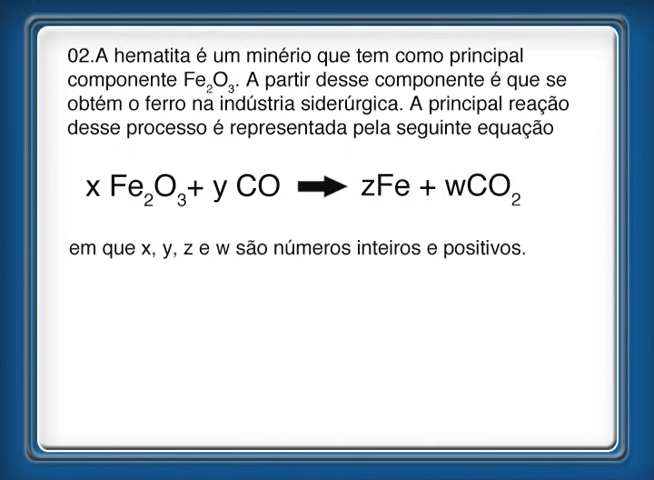 02.A hematita é um minério que tem como principal
componente Fe₂O₃. A partir desse componente é que se
obtém o ferro na indústria siderúrgica. A principal reação
desse processo é representada pela seguinte equação
x Fe₂O₃+ y CO ➡ zFe + wCO₂
em que x, y, z e w são números inteiros e positivos.